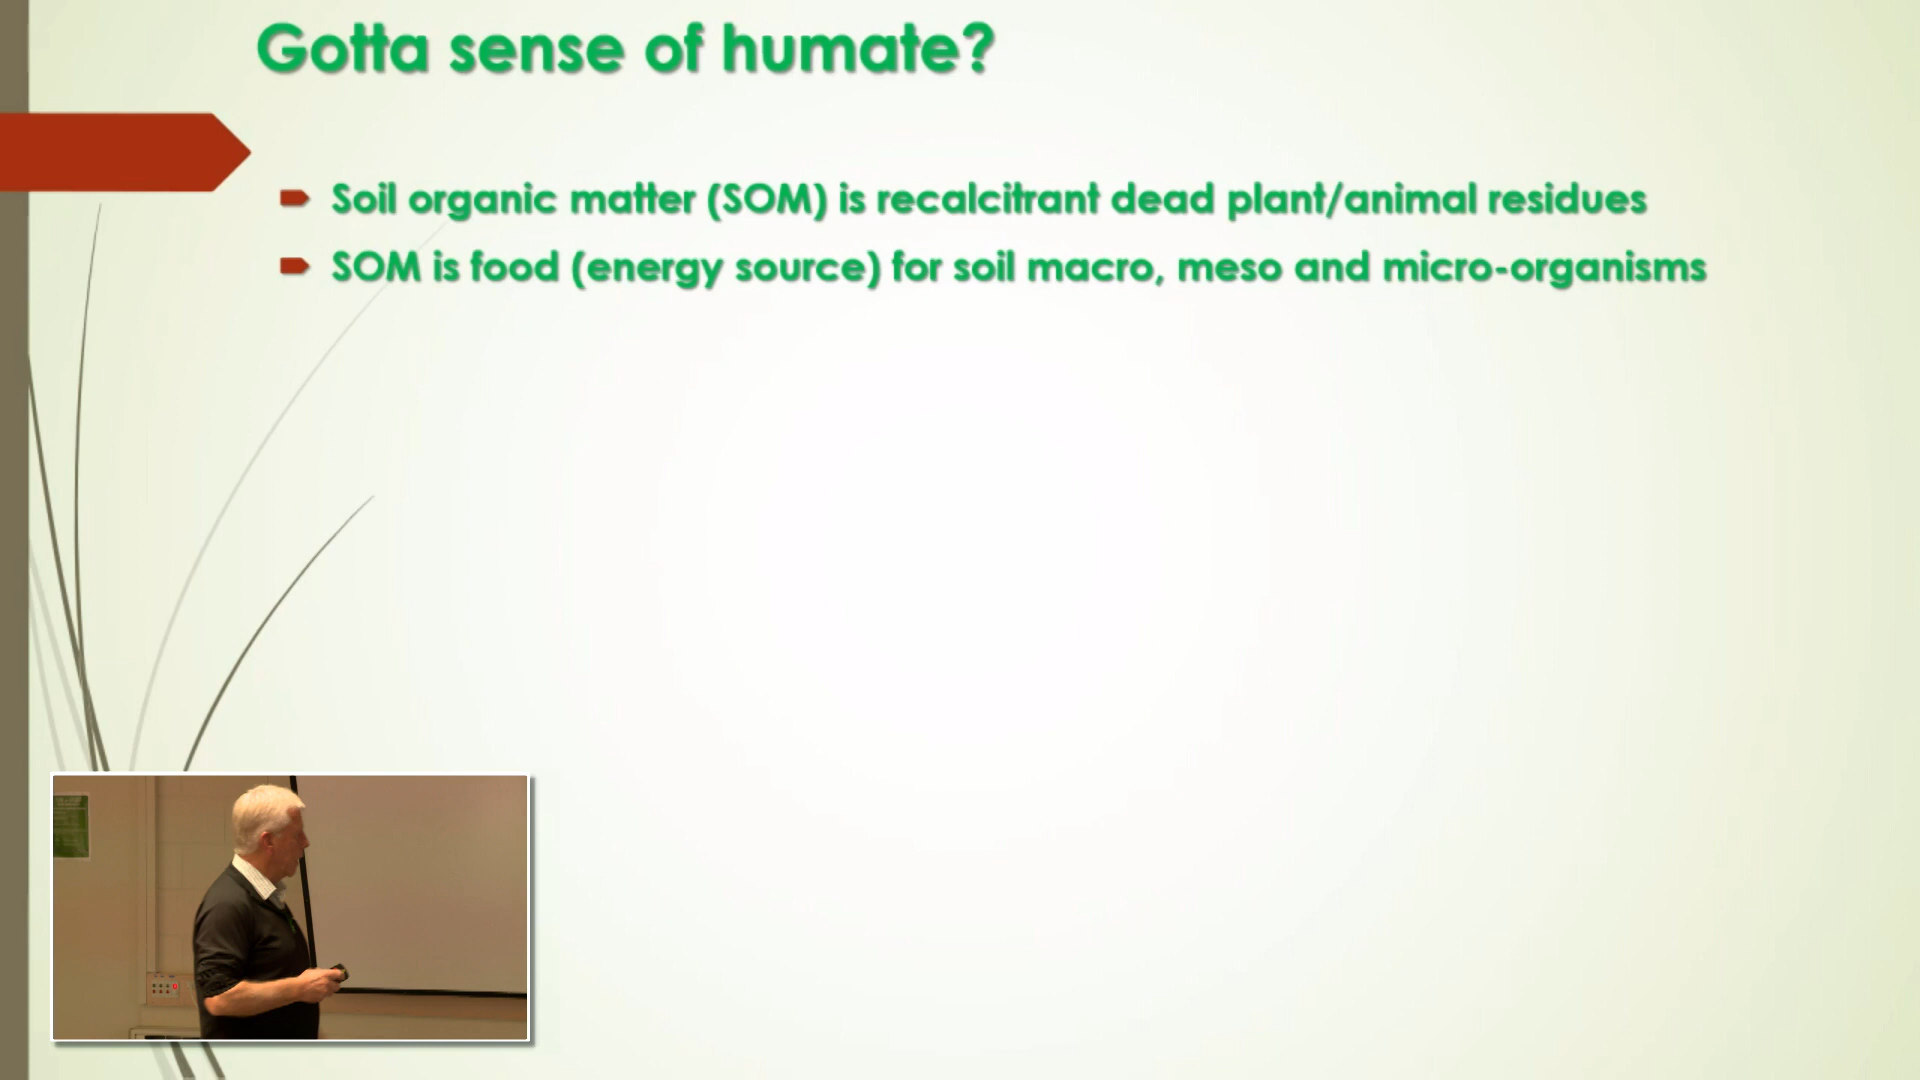 Gotta sense of humate?
Soil organic matter (SOM) is recalcitrant dead plant/animal residues
SOM is food (energy source) for soil macro, meso and micro-organisms